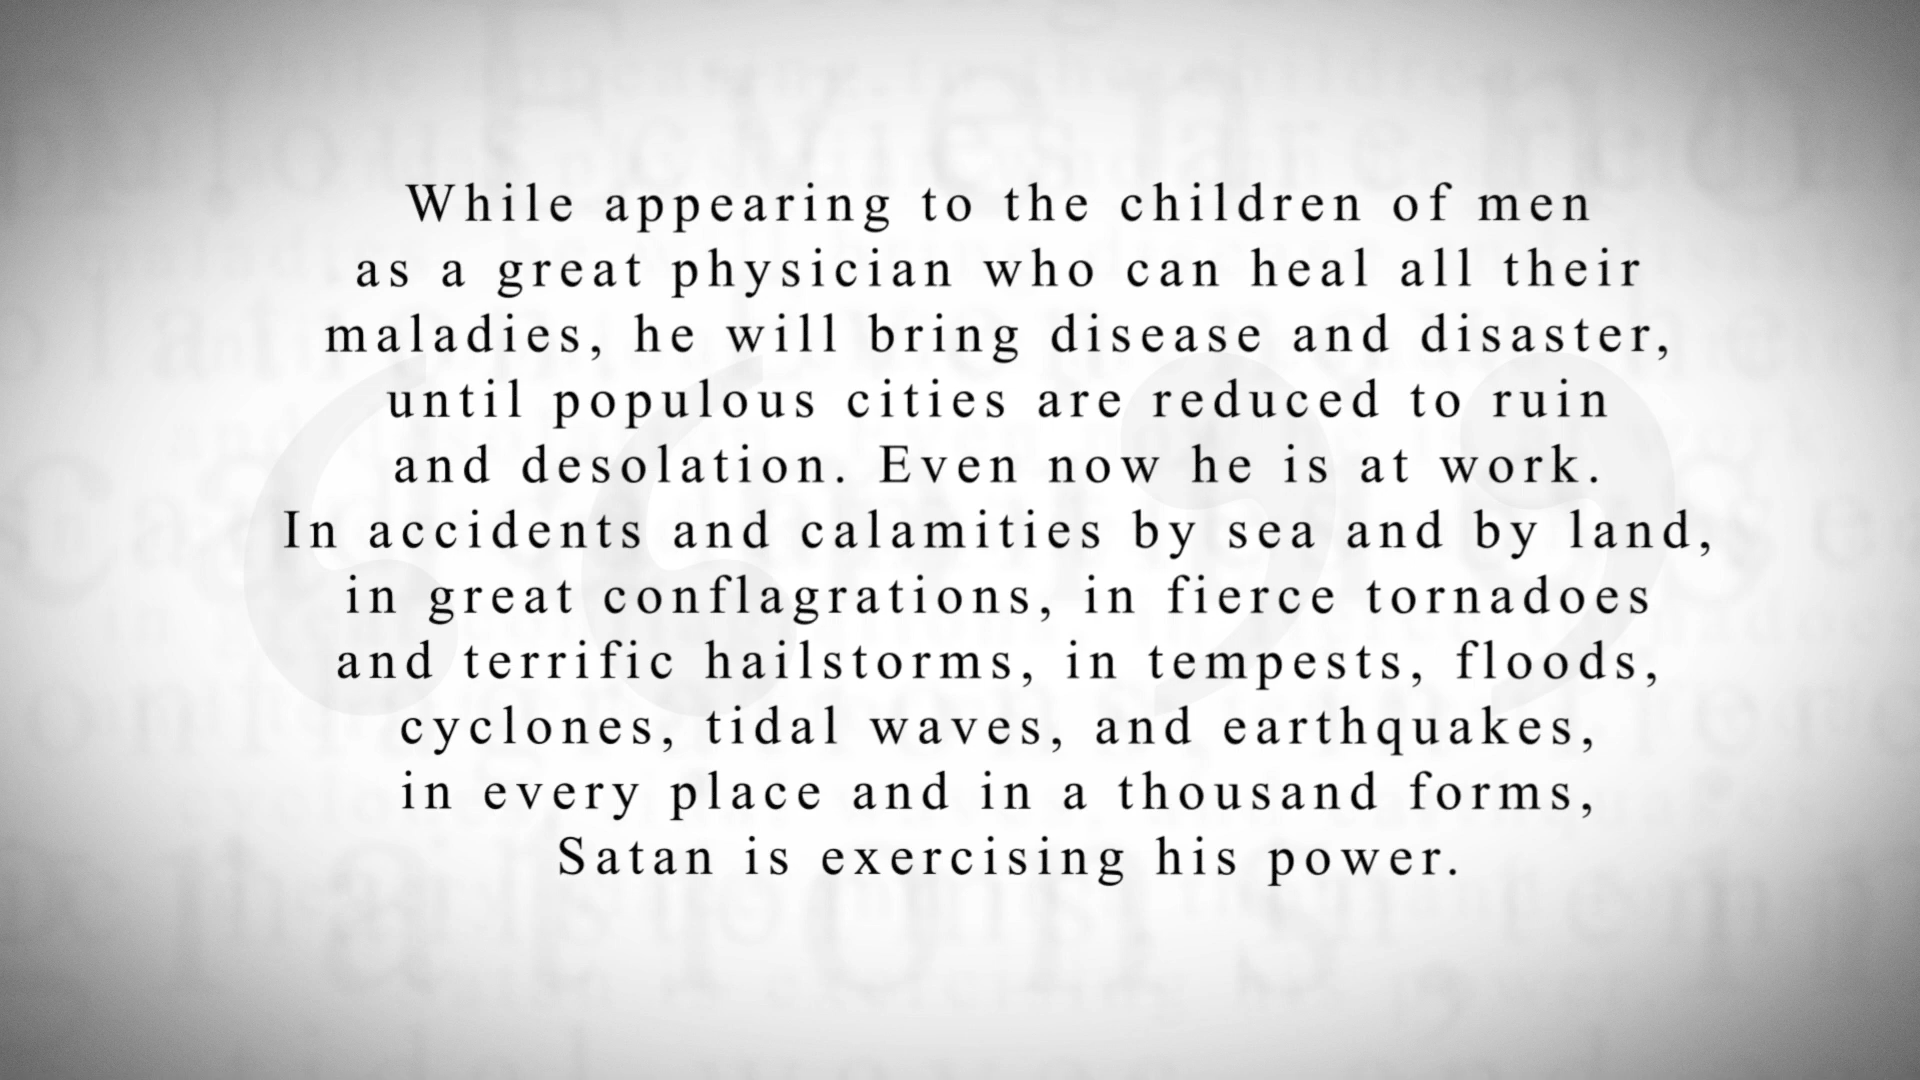 While appearing to the children of men
as a great physician who can heal all their
maladies, he will bring disease and disaster,
until populous cities are reduced to ruin
and desolation. Even now he is at work.
In accidents and calamities by sea and by land,
in great conflagrations, in fierce tornadoes
and terrific hailstorms, in tempests, floods,
cyclones, tidal waves, and earthquakes,
in every place and in a thousand forms,
Satan is exercising his power.